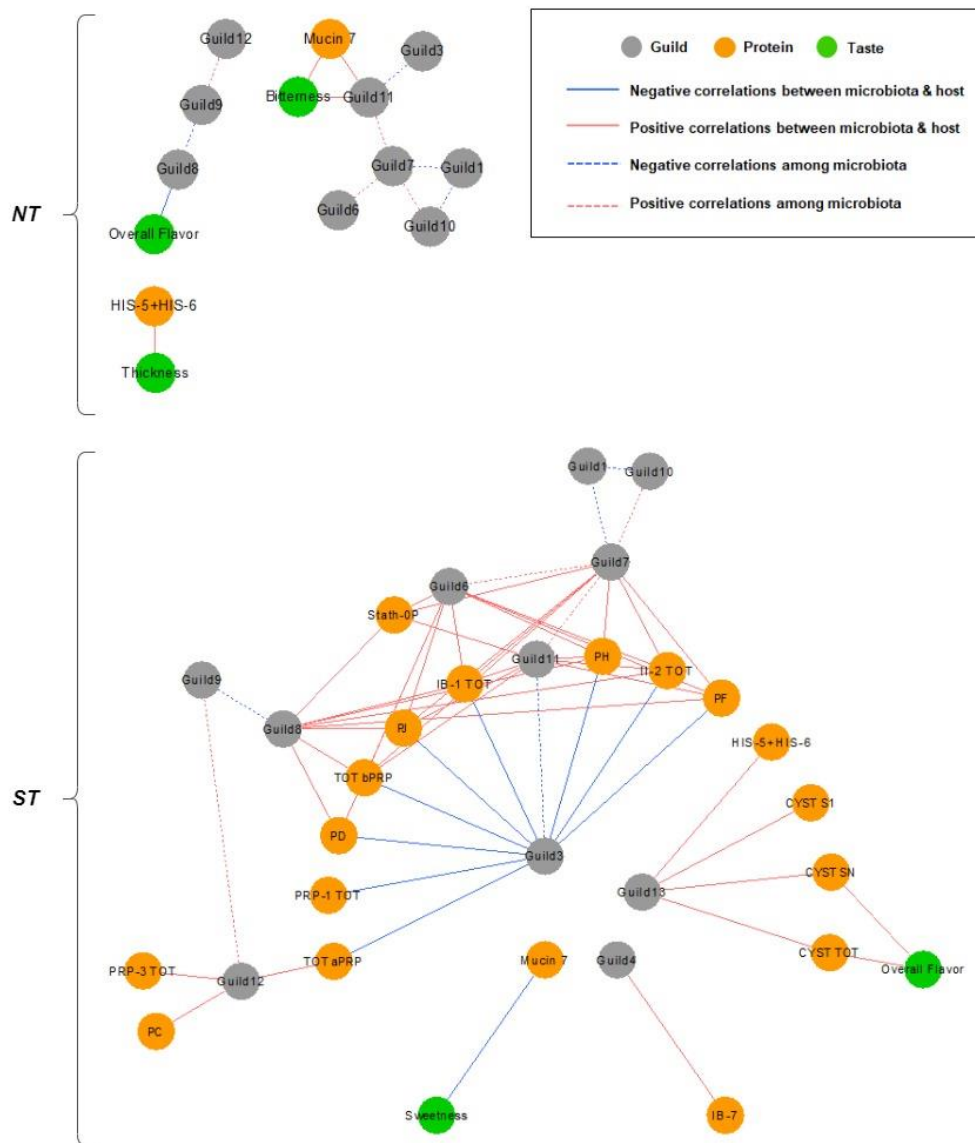 Guild12
Mucin 7
Guild3
Guild9
Bitterness
Guild11
Guild8
Guild7
Guild1
Guild6
Guild10
NT
Overall Flavor
HIS-5+HIS-6
Thickness
Guild
Protein
Taste
Negative correlations between microbiota & host
Positive correlations between microbiota & host
Negative correlations among microbiota
Positive correlations among microbiota
Guild1
Guild10
Guild7
Guild6
Stath-0P
Guild11
PH
II-2 TOT
IB-1 TOT
PF
Guild9
Guild8
PJ
HIS-5+HIS-6
TOT bPRP
CYST S1
ST
PD
Guild3
CYST SN
PRP-1 TOT
Guild13
CYST TOT
Overall Flavor
PRP-3 TOT
Guild12
TOT aPRP
Mucin 7
Guild4
PC
Sweetness
IB-7